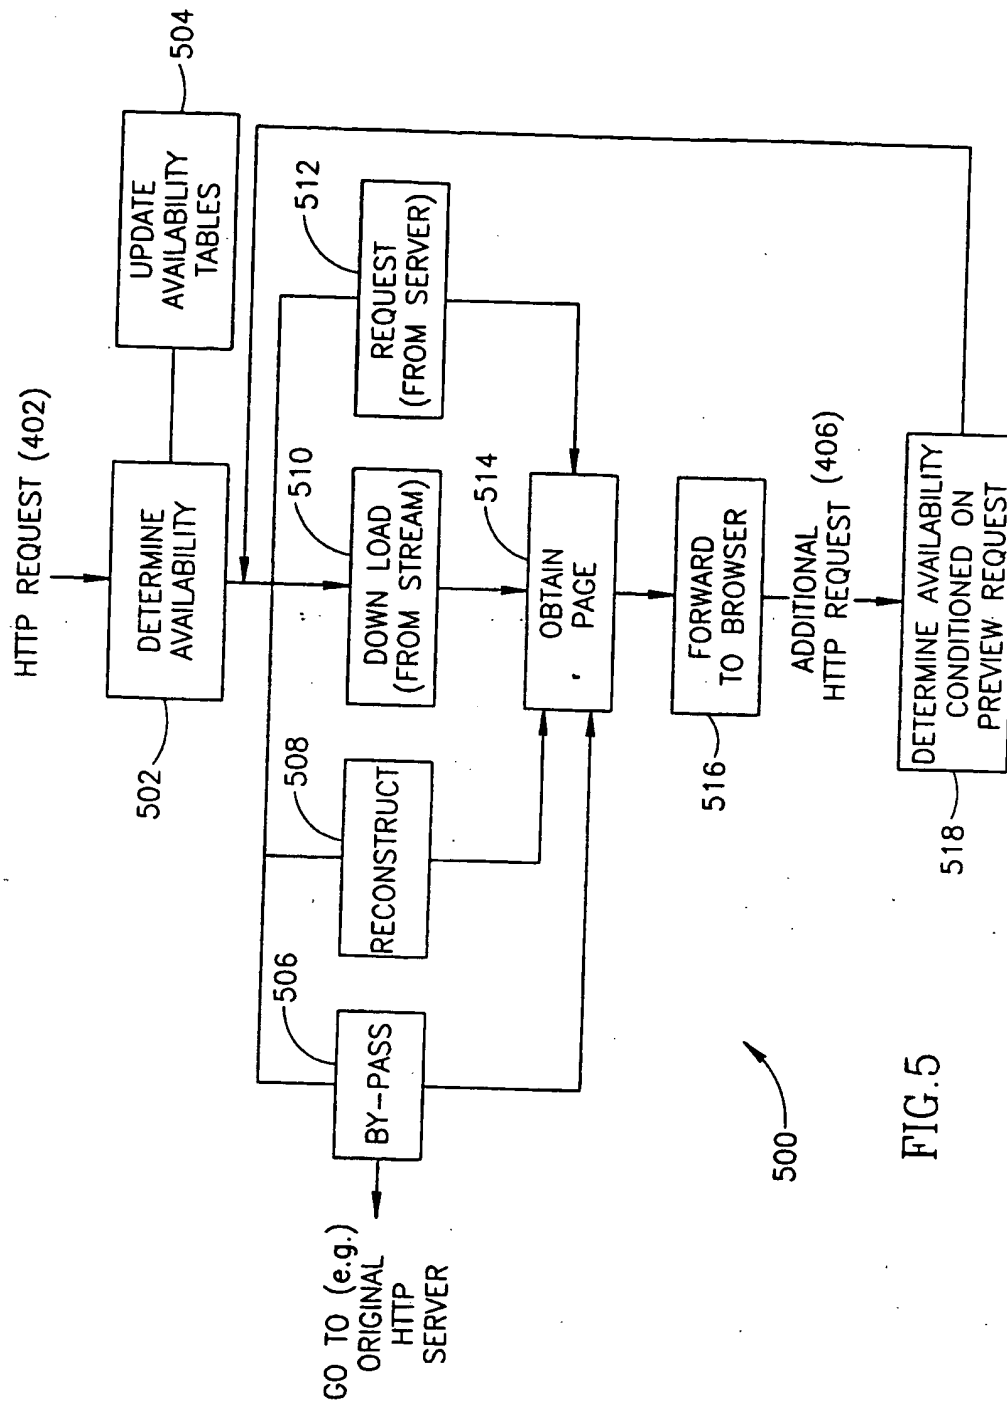 HTTP REQUEST (402)
DETERMINE
AVAILABILITY
502
UPDATE
AVAILABILITY
TABLES
504
BY-PASS
506
GO TO (e.g.)
ORIGINAL
HTTP
SERVER
RECONSTRUCT
508
DOWN LOAD
(FROM STREAM)
510
REQUEST
(FROM SERVER)
512
OBTAIN
PAGE
514
FORWARD
TO BROWSER
516
ADDITIONAL
HTTP REQUEST (406)
DETERMINE AVAILABILITY
CONDITIONED ON
PREVIEW REQUEST
518
500
FIG.5